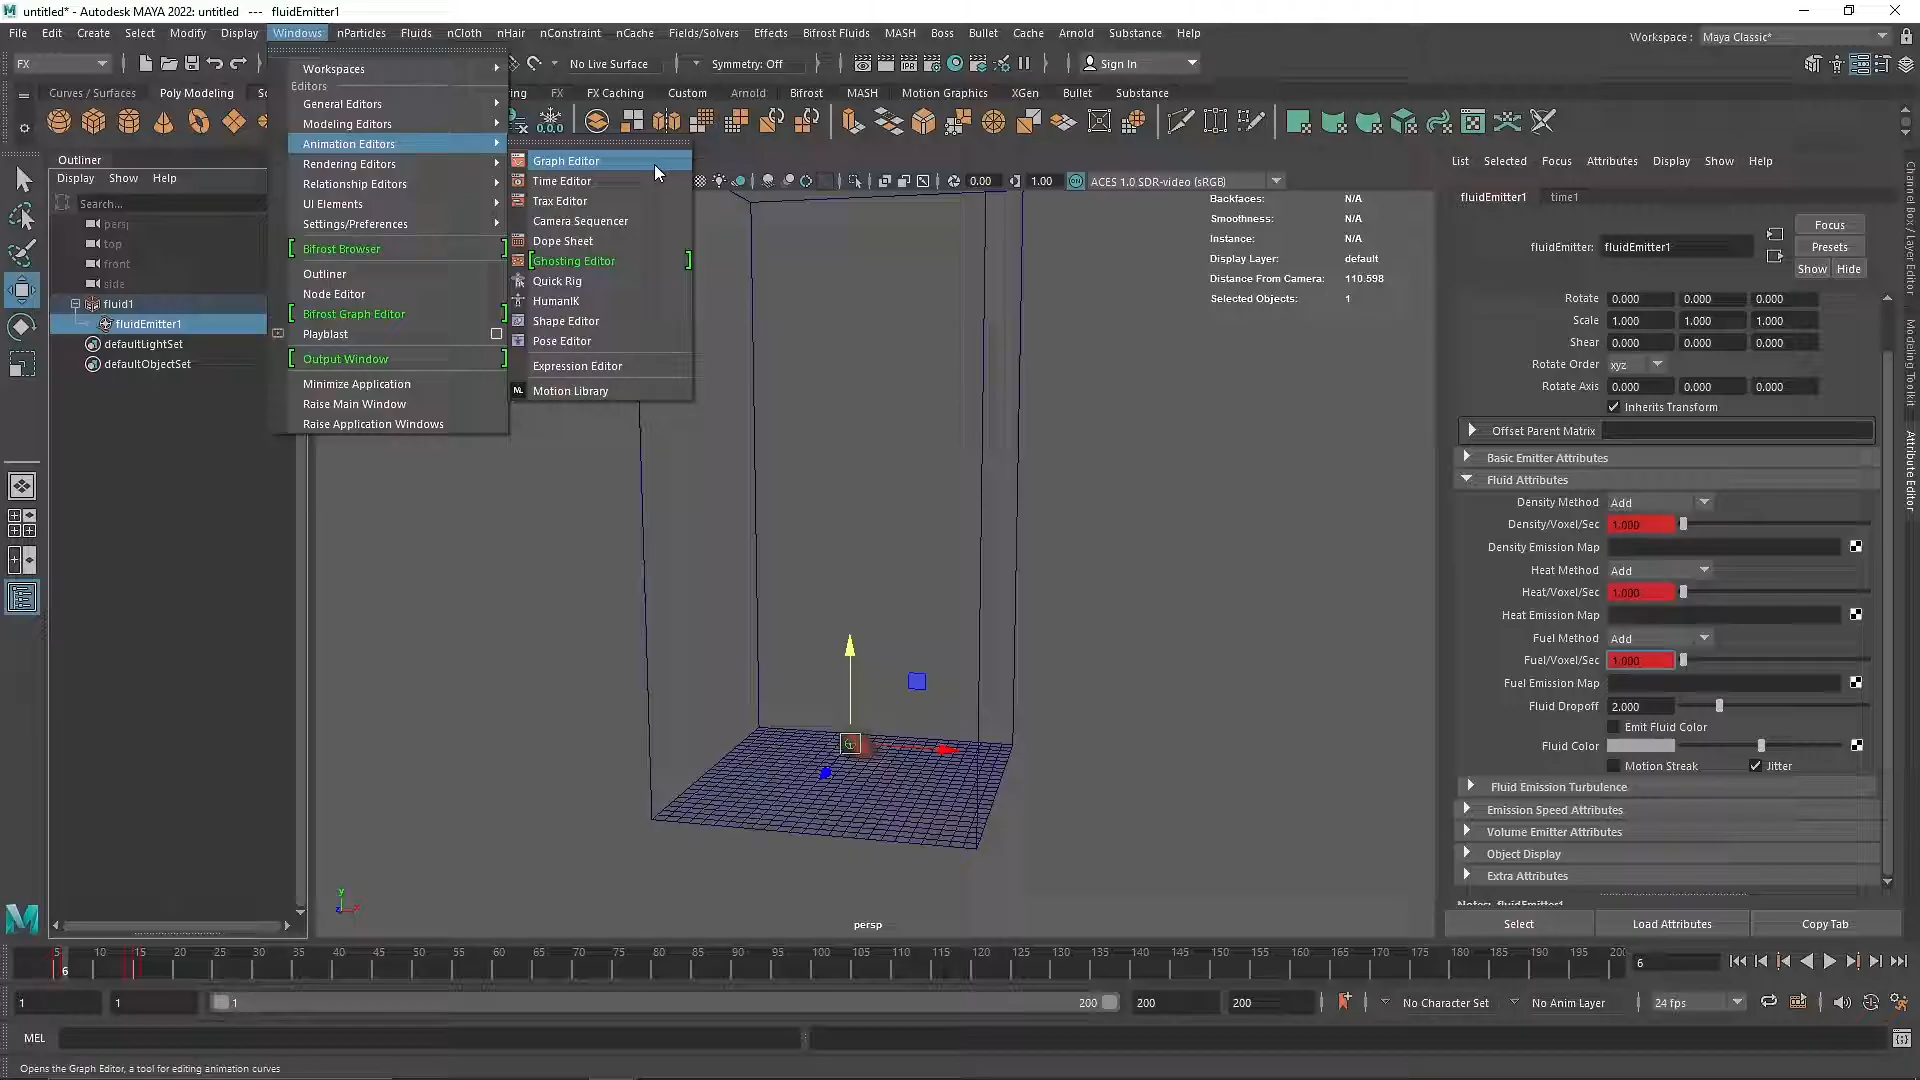 untitled* - Autodesk MAYA 2022: untitled --- fluidEmitter1
File Edit Create Select Modify Display Windows nParticles Fluids nCloth nHair nConstraint nCache Fields/Solvers Effects Bifrost Fluids MASH Boss Bullet Cache Arnold Substance Help
Workspace : Maya Classic*
FX No Live Surface Symmetry: Off Sign In
Curves / Surfaces Poly Modeling FX FX Caching Custom Arnold Bifrost MASH Motion Graphics XGen Bullet Substance
Workspaces
Editors
General Editors
Modeling Editors
Animation Editors
Rendering Editors
Relationship Editors
UI Elements
Settings/Preferences
Bifrost Browser
Outliner
Node Editor
Bifrost Graph Editor
Playblast
Output Window
Minimize Application
Raise Main Window
Raise Application Windows
Graph Editor
Time Editor
Trax Editor
Camera Sequencer
Dope Sheet
Ghosting Editor
Quick Rig
HumanIK
Shape Editor
Pose Editor
Expression Editor
ML Motion Library
Outliner
Display Show Help
Search...
persp
top
front
side
fluid1
fluidEmitter1
defaultLightSet
defaultObjectSet
0.00 1.00 ON ACES 1.0 SDR-video (sRGB)
Backfaces: N/A
Smoothness: N/A
Instance: N/A
Display Layer: default
Distance From Camera: 110.598
Selected Objects: 1
persp
List Selected Focus Attributes Display Show Help
fluidEmitter1 time1
Focus
fluidEmitter: fluidEmitter1 Presets
Show Hide
Rotate 0.000 0.000 0.000
Scale 1.000 1.000 1.000
Shear 0.000 0.000 0.000
Rotate Order xyz
Rotate Axis 0.000 0.000 0.000
Inherits Transform
Offset Parent Matrix
Basic Emitter Attributes
Fluid Attributes
Density Method Add
Density/Voxel/Sec 1.000
Density Emission Map
Heat Method Add
Heat/Voxel/Sec 1.000
Heat Emission Map
Fuel Method Add
Fuel/Voxel/Sec 1.000
Fuel Emission Map
Fluid Dropoff 2.000
Emit Fluid Color
Fluid Color
Motion Streak Jitter
Fluid Emission Turbulence
Emission Speed Attributes
Volume Emitter Attributes
Object Display
Extra Attributes
Notes: fluidEmitter1
Select Load Attributes Copy Tab
Channel Box / Layer Editor
Modeling Toolkit
Attribute Editor
5 10 15 20 25 30 35 40 45 50 55 60 65 70 75 80 85 90 95 100 105 110 115 120 125 130 135 140 145 150 155 160 165 170 175 180 185 190 195 200
6 6
1 1 1 200 200 200 No Character Set No Anim Layer 24 fps
MEL
Opens the Graph Editor, a tool for editing animation curves